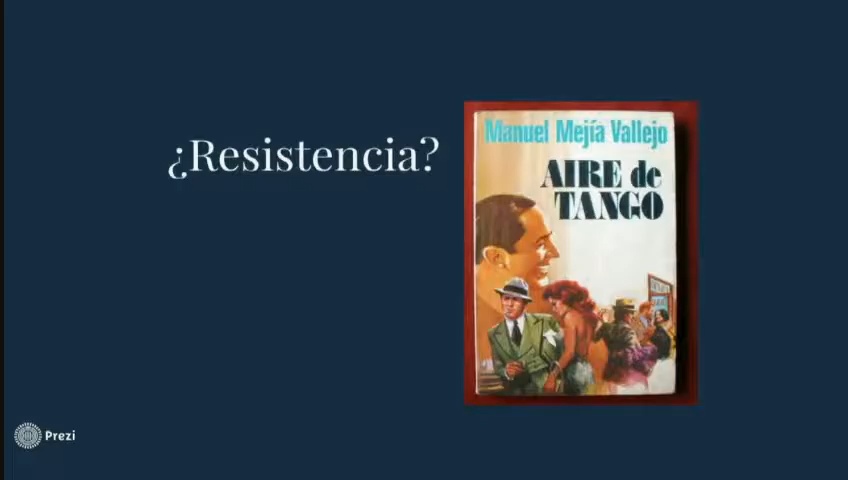 ¿Resistencia?
Manuel Mejía Vallejo
AIRE de
TANGO
Prezi